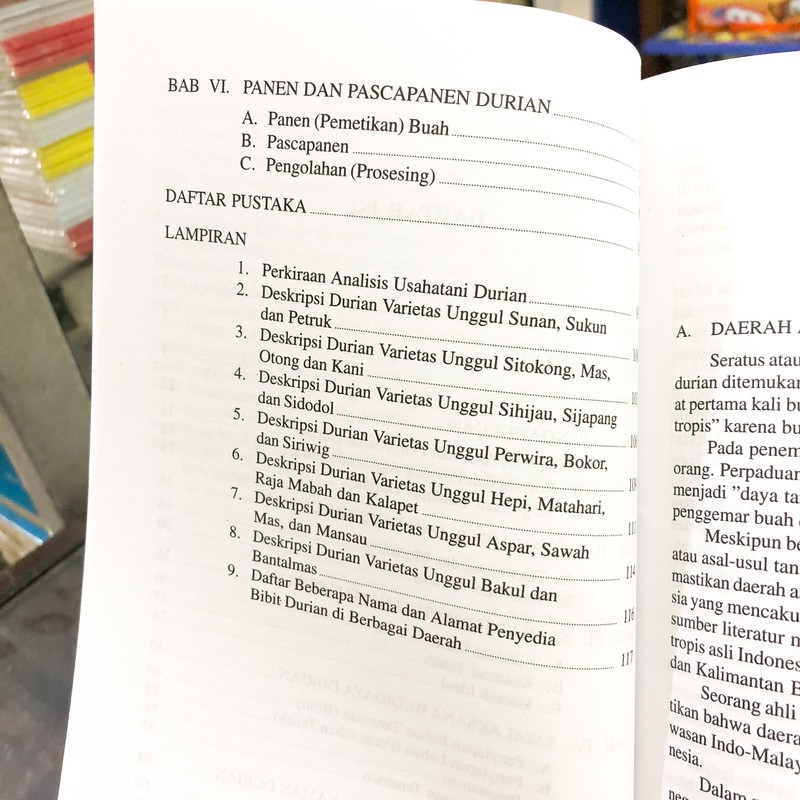 BAB VI. PANEN DAN PASCAPANEN DURIAN
A. Panen (Pemetikan) Buah
B. Pascapanen
C. Pengolahan (Prosesing)
DAFTAR PUSTAKA
LAMPIRAN
1. Perkiraan Analisis Usahatani Durian
2. Deskripsi Durian Varietas Unggul Sunan, Sukun
dan Petruk
3. Deskripsi Durian Varietas Unggul Sitokong, Mas,
Otong dan Kani
4. Deskripsi Durian Varietas Unggul Sihijau, Sijapang
dan Sidodol
5. Deskripsi Durian Varietas Unggul Perwira, Bokor,
dan Siriwig
6. Deskripsi Durian Varietas Unggul Hepi, Matahari,
Raja Mabah dan Kalapet
7. Deskripsi Durian Varietas Unggul Aspar, Sawah
Mas, dan Mansau 114
8. Deskripsi Durian Varietas Unggul Bakul dan
Bantalmas 116
9. Daftar Beberapa Nama dan Alamat Penyedia
Bibit Durian di Berbagai Daerah 117
A. DAERAH
Seratus atau
durian ditemukan
at pertama kali bu
tropis” karena bu
Pada penem
orang. Perpaduan
menjadi ”daya ta
penggemar buah
Meskipun be
atau asal-usul tan
mastikan daerah as
sia yang mencaku
sumber literatur m
tropis asli Indones
dan Kalimantan B
Seorang ahli
tikan bahwa daera
wasan Indo-Malay
nesia.
Dalam